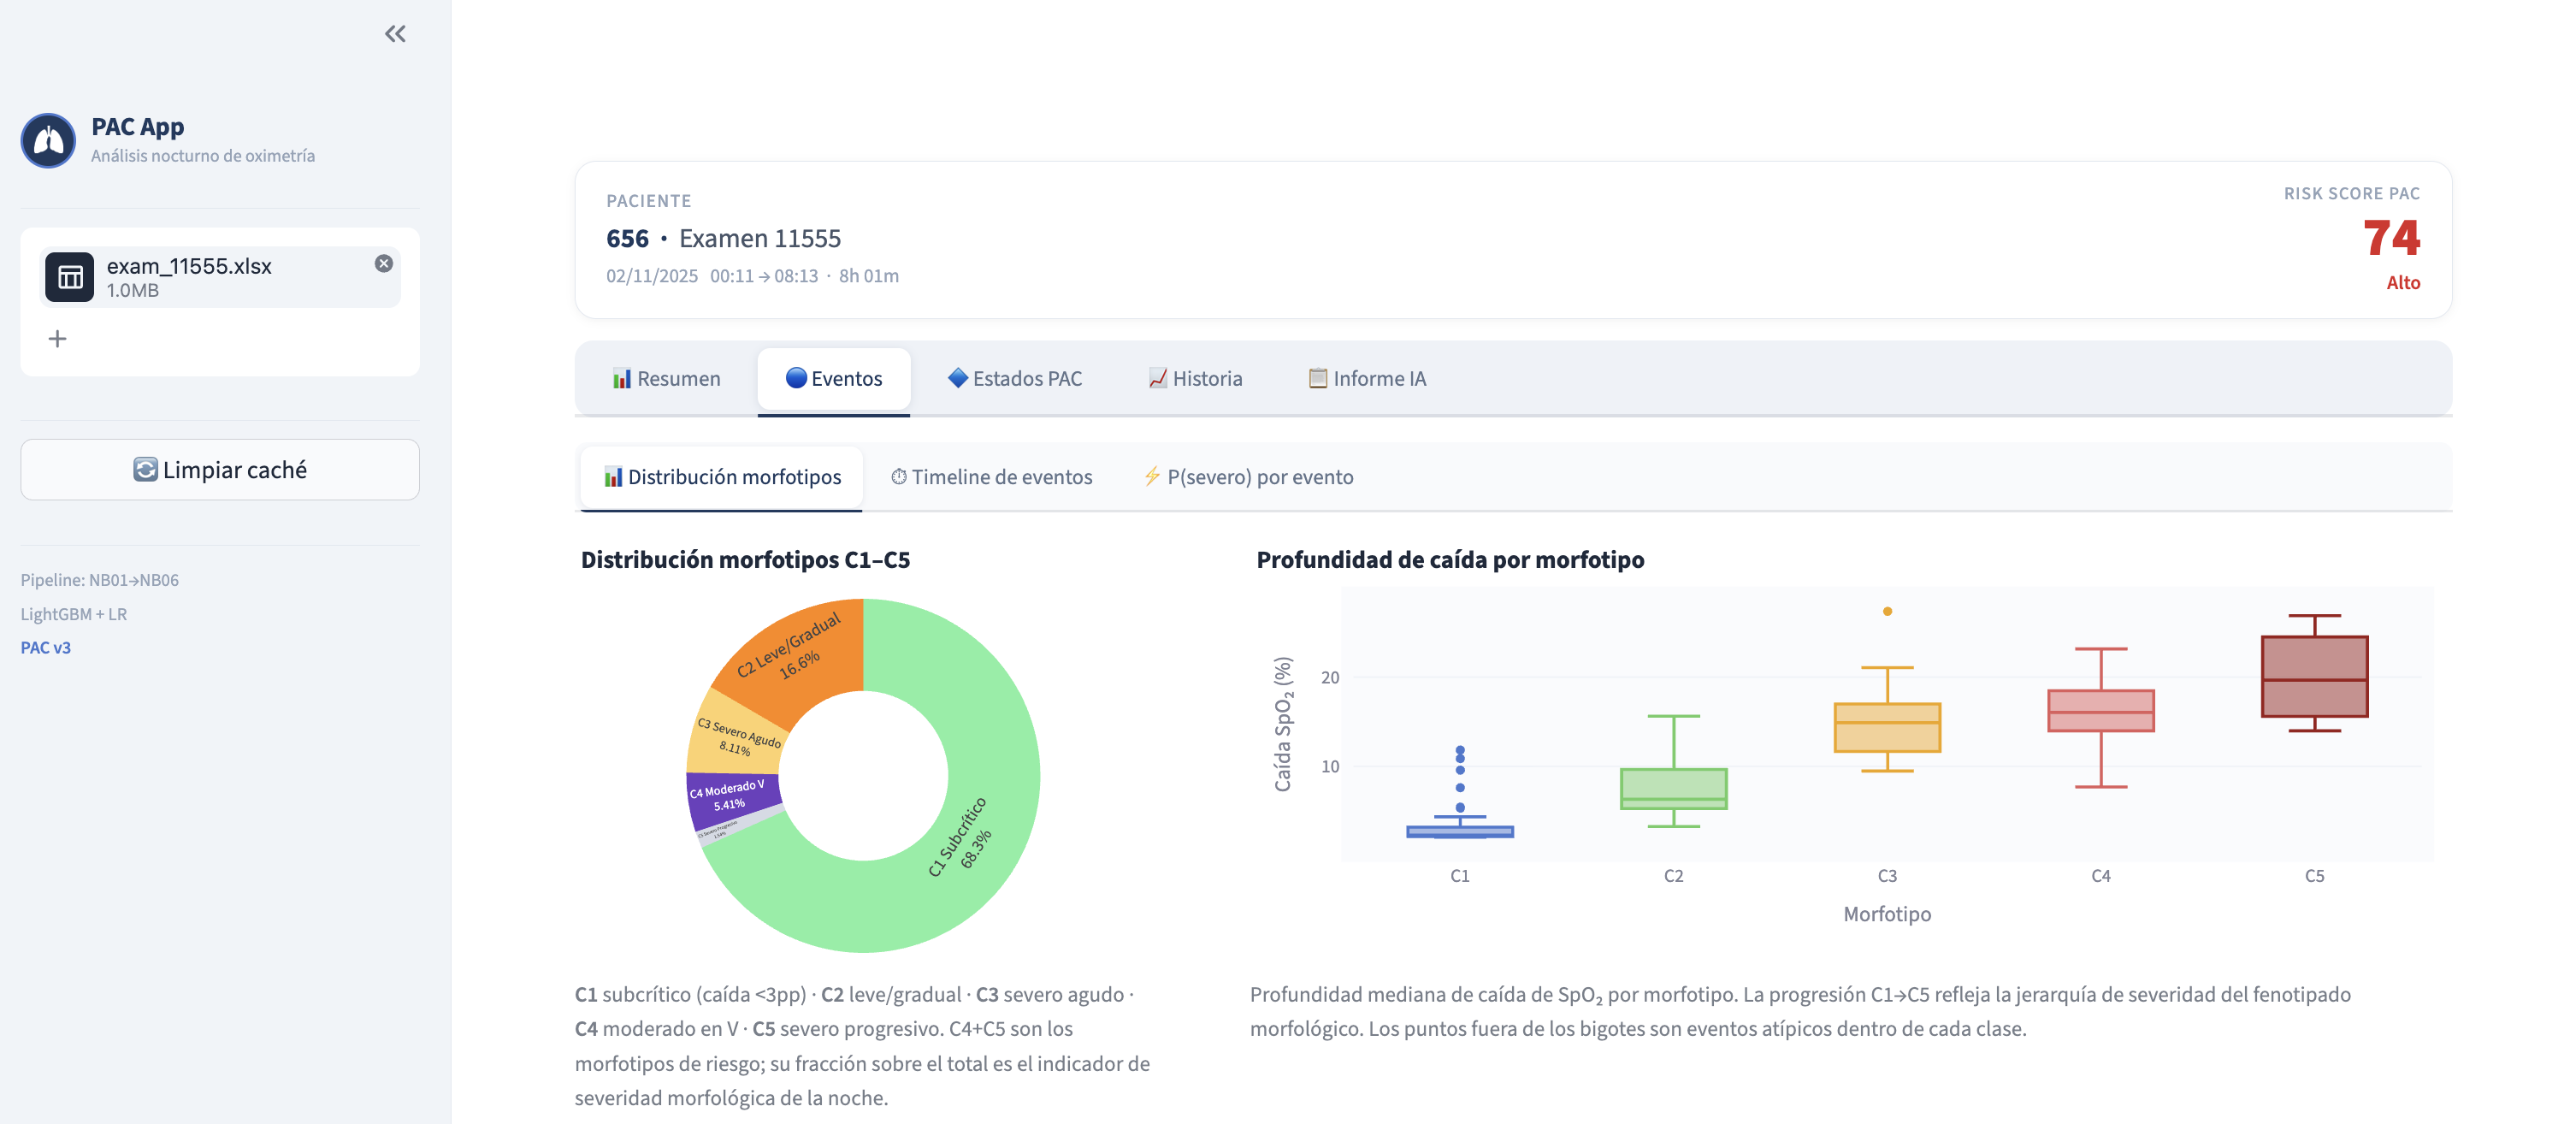 PAC App
Análisis nocturno de oximetría
exam_11555.xlsx
1.0MB
Limpiar caché
Pipeline: NB01→NB06
LightGBM + LR
PAC v3
PACIENTE
656 · Examen 11555
02/11/2025 00:11→08:13 · 8h 01m
RISK SCORE PAC
74
Alto
Resumen
Eventos
Estados PAC
Historia
Informe IA
Distribución morfotipos
Timeline de eventos
P(severo) por evento
Distribución morfotipos C1–C5
C2 Leve/Gradual
16.6%
C3 Severo Agudo
8.11%
C4 Moderado V
5.41%
C5 Severo Progresivo
C1 Subcrítico
68.3%
C1 subcrítico (caída <3pp) · C2 leve/gradual · C3 severo agudo ·
C4 moderado en V · C5 severo progresivo. C4+C5 son los
morfotipos de riesgo; su fracción sobre el total es el indicador de
severidad morfológica de la noche.
Profundidad de caída por morfotipo
Caída SpO₂ (%)
20
10
C1
C2
C3
C4
C5
Morfotipo
Profundidad mediana de caída de SpO₂ por morfotipo. La progresión C1→C5 refleja la jerarquía de severidad del fenotipado
morfológico. Los puntos fuera de los bigotes son eventos atípicos dentro de cada clase.